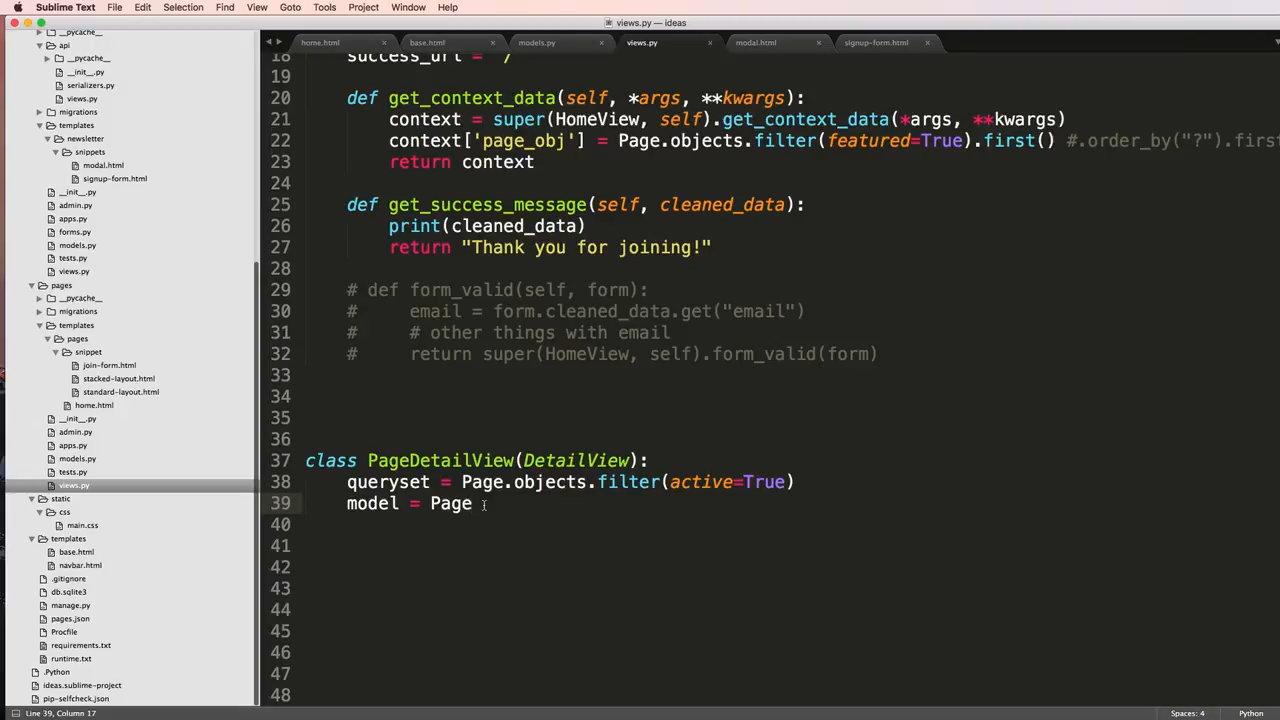 Sublime Text File Edit Selection Find View Goto Tools Project Window Help
views.py — ideas
home.html base.html models.py views.py modal.html signup-form.html
__pycache__
api
__pycache__
__init__.py
serializers.py
views.py
migrations
templates
newsletter
snippets
modal.html
signup-form.html
__init__.py
admin.py
apps.py
forms.py
models.py
tests.py
views.py
pages
__pycache__
migrations
templates
pages
snippet
join-form.html
stacked-layout.html
standard-layout.html
home.html
__init__.py
admin.py
apps.py
models.py
tests.py
views.py
static
css
main.css
templates
base.html
navbar.html
.gitignore
db.sqlite3
manage.py
pages.json
Procfile
requirements.txt
runtime.txt
.Python
ideas.sublime-project
pip-selfcheck.json
18 success_url = '/'
19
20 def get_context_data(self, *args, **kwargs):
21 context = super(HomeView, self).get_context_data(*args, **kwargs)
22 context['page_obj'] = Page.objects.filter(featured=True).first() #.order_by("?").first
23 return context
24
25 def get_success_message(self, cleaned_data):
26 print(cleaned_data)
27 return "Thank you for joining!"
28
29 # def form_valid(self, form):
30 # email = form.cleaned_data.get("email")
31 # # other things with email
32 # return super(HomeView, self).form_valid(form)
33
34
35
36
37 class PageDetailView(DetailView):
38 queryset = Page.objects.filter(active=True)
39 model = Page
40
41
42
43
44
45
46
47
48
Line 39, Column 17 Spaces: 4 Python